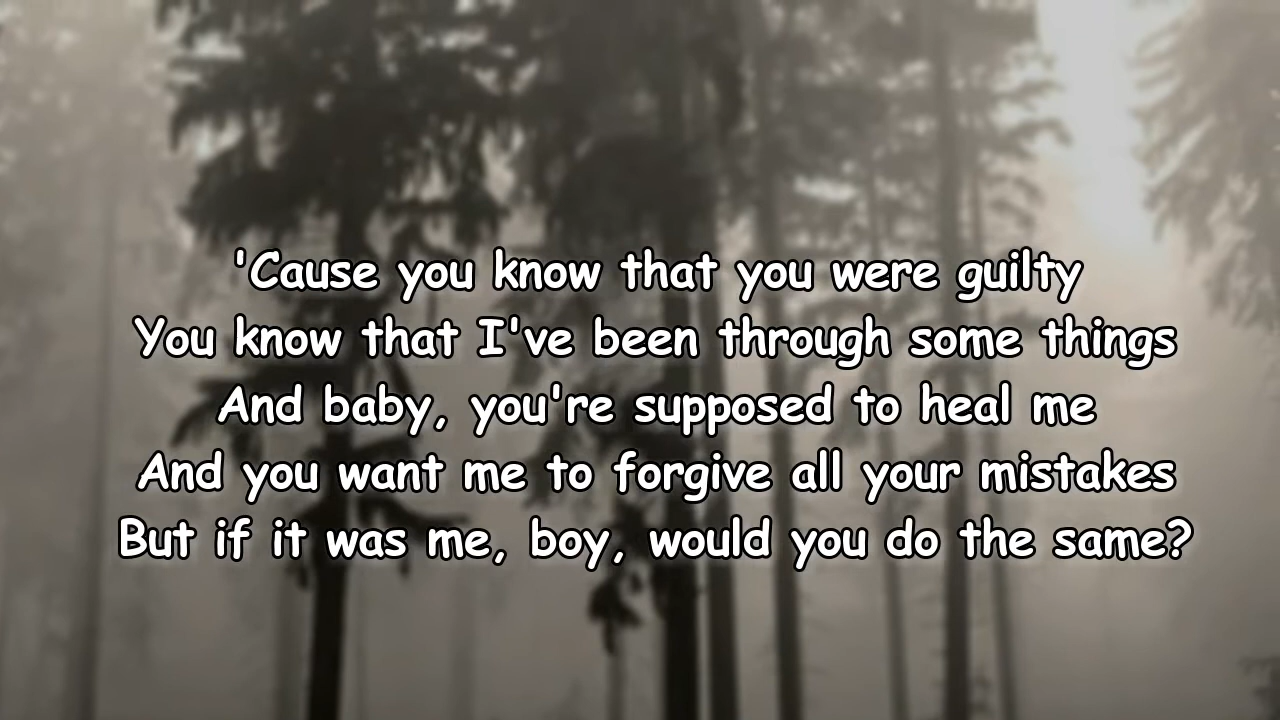 'Cause you know that you were guilty
You know that I've been through some things
And baby, you're supposed to heal me
And you want me to forgive all your mistakes
But if it was me, boy, would you do the same?